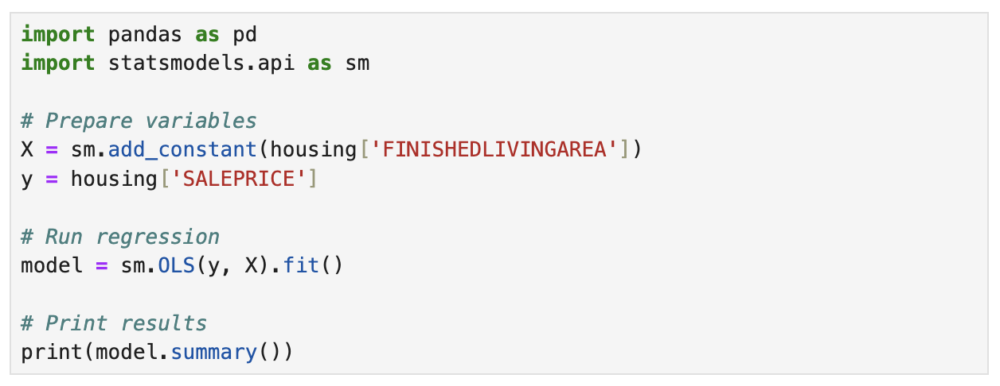 import pandas as pd
import statsmodels.api as sm
# Prepare variables
X = sm.add_constant(housing['FINISHEDLIVINGAREA'])
y = housing['SALEPRICE']
# Run regression
model = sm.OLS(y, X).fit()
# Print results
print(model.summary())